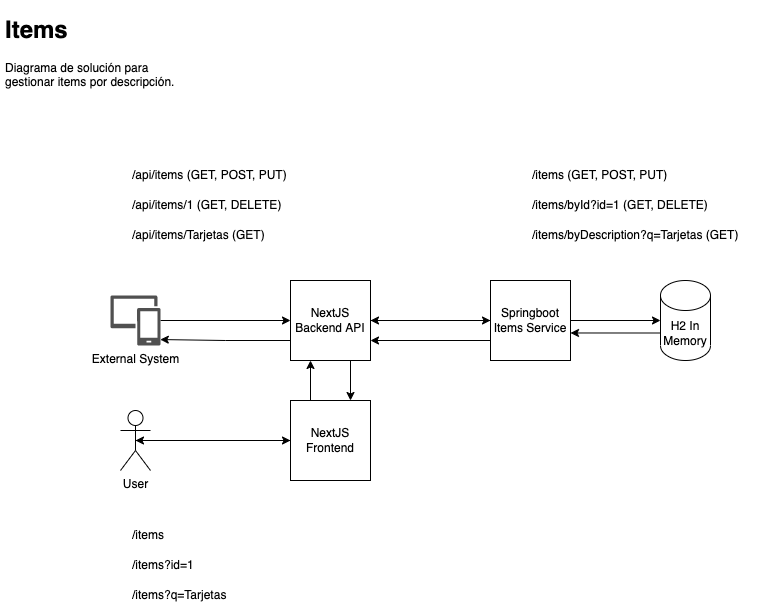 Items
Diagrama de solución para
gestionar items por descripción.
/api/items (GET, POST, PUT)
/items (GET, POST, PUT)
/api/items/1 (GET, DELETE)
/items/byId?id=1 (GET, DELETE)
/api/items/Tarjetas (GET)
/items/byDescription?q=Tarjetas (GET)
NextJS
Backend API
Springboot
Items Service
H2 In
Memory
External System
NextJS
Frontend
User
/items
/items?id=1
/items?q=Tarjetas